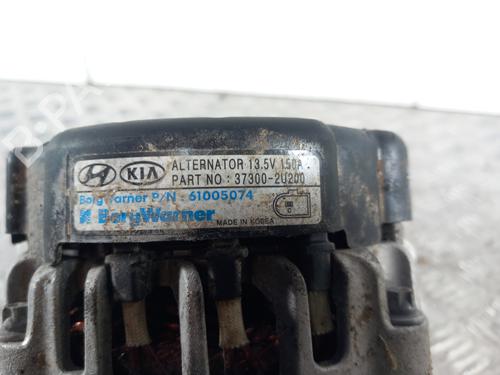 KIA
ALTERNATOR 13.5V 150A
PART NO : 37300-2U200
BorgWarner P/N : 61005074
BorgWarner
MADE IN KOREA